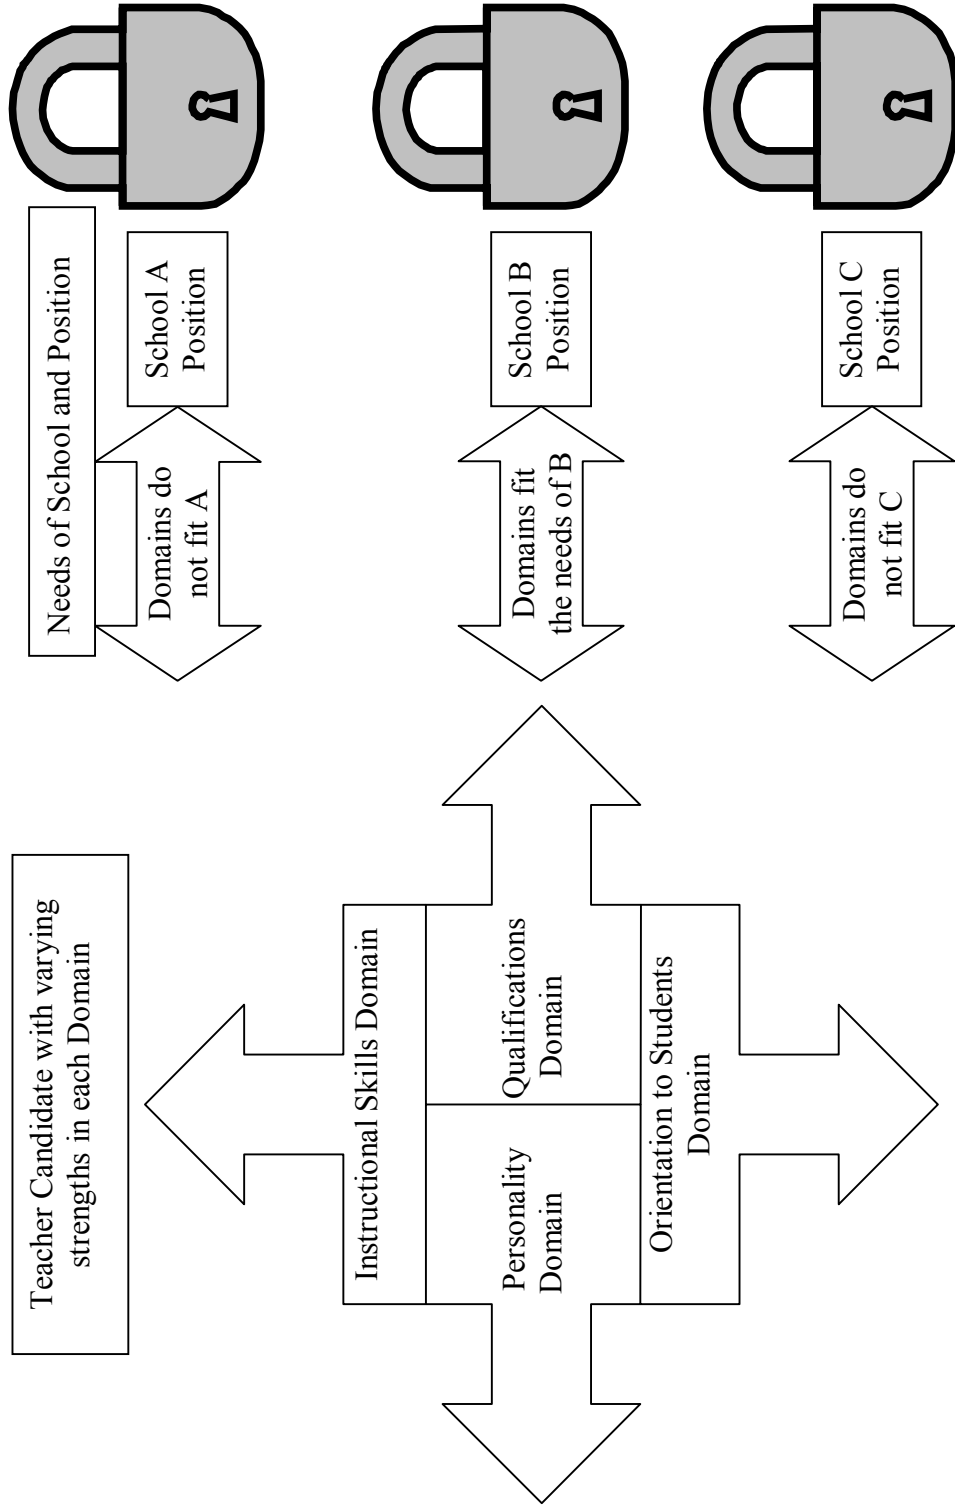 Teacher Candidate with varying
strengths in each Domain
Instructional Skills Domain
Personality
Domain
Qualifications
Domain
Orientation to Students
Domain
Needs of School and Position
Domains do
not fit A
School A
Position
Domains fit
the needs of B
School B
Position
Domains do
not fit C
School C
Position